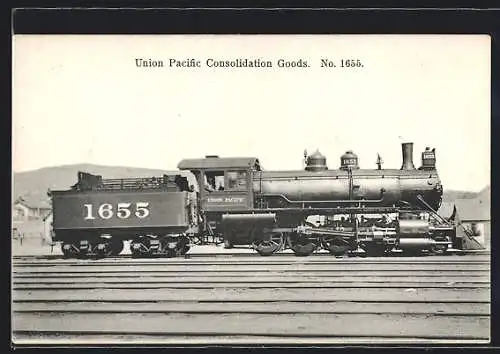 Union Pacific Consolidation Goods. No. 1655.
1655
UNION PACIFIC